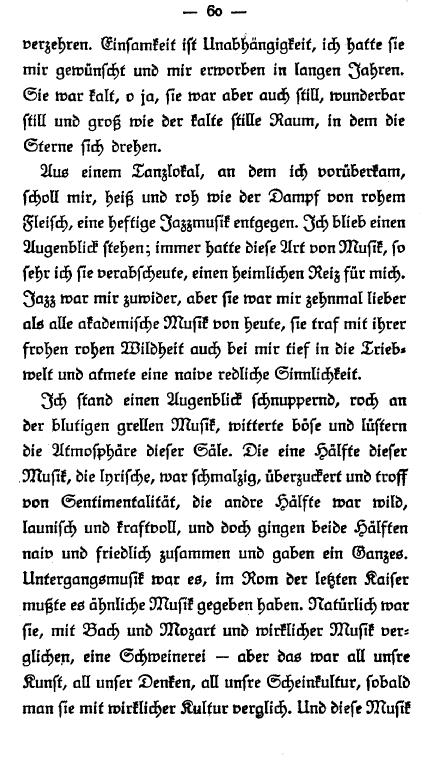 — 60 —
verzehren. Einsamkeit ist Unabhängigkeit, ich hatte sie
mir gewünscht und mir erworben in langen Jahren.
Sie war kalt, o ja, sie war aber auch still, wunderbar
still und groß wie der kalte stille Raum, in dem die
Sterne sich drehen.
Aus einem Tanzlokal, an dem ich vorüberkam,
scholl mir, heiß und roh wie der Dampf von rohem
Fleisch, eine heftige Jazzmusik entgegen. Ich blieb einen
Augenblick stehen; immer hatte diese Art von Musik, so
sehr ich sie verabscheute, einen heimlichen Reiz für mich.
Jazz war mir zuwider, aber sie war mir zehnmal lieber
als alle akademische Musik von heute, sie traf mit ihrer
frohen rohen Wildheit auch bei mir tief in die Trieb-
welt und atmete eine naive redliche Sinnlichkeit.
Ich stand einen Augenblick schnuppernd, roch an
der blutigen grellen Musik, witterte böse und lüstern
die Atmosphäre dieser Säle. Die eine Hälfte dieser
Musik, die lyrische, war schmalzig, überzuckert und troff
von Sentimentalität, die andre Hälfte war wild,
launisch und kraftvoll, und doch gingen beide Hälften
naiv und friedlich zusammen und gaben ein Ganzes.
Untergangsmusik war es, im Rom der letzten Kaiser
mußte es ähnliche Musik gegeben haben. Natürlich war
sie, mit Bach und Mozart und wirklicher Musik ver-
glichen, eine Schweinerei — aber das war all unsre
Kunst, all unser Denken, all unsre Scheinkultur, sobald
man sie mit wirklicher Kultur verglich. Und diese Musik